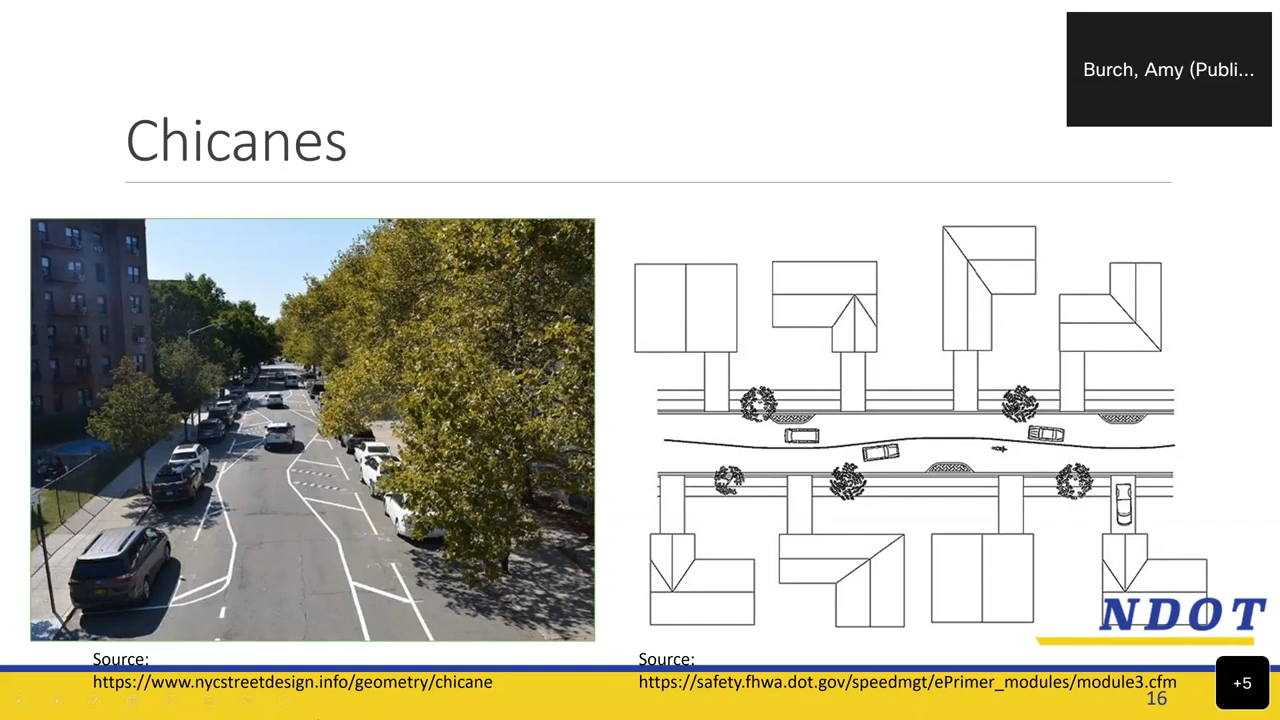 Burch, Amy (Publi...
Chicanes
NDOT
Source:
https://www.nycstreetdesign.info/geometry/chicane
Source:
https://safety.fhwa.dot.gov/speedmgt/ePrimer_modules/module3.cfm
16
+5